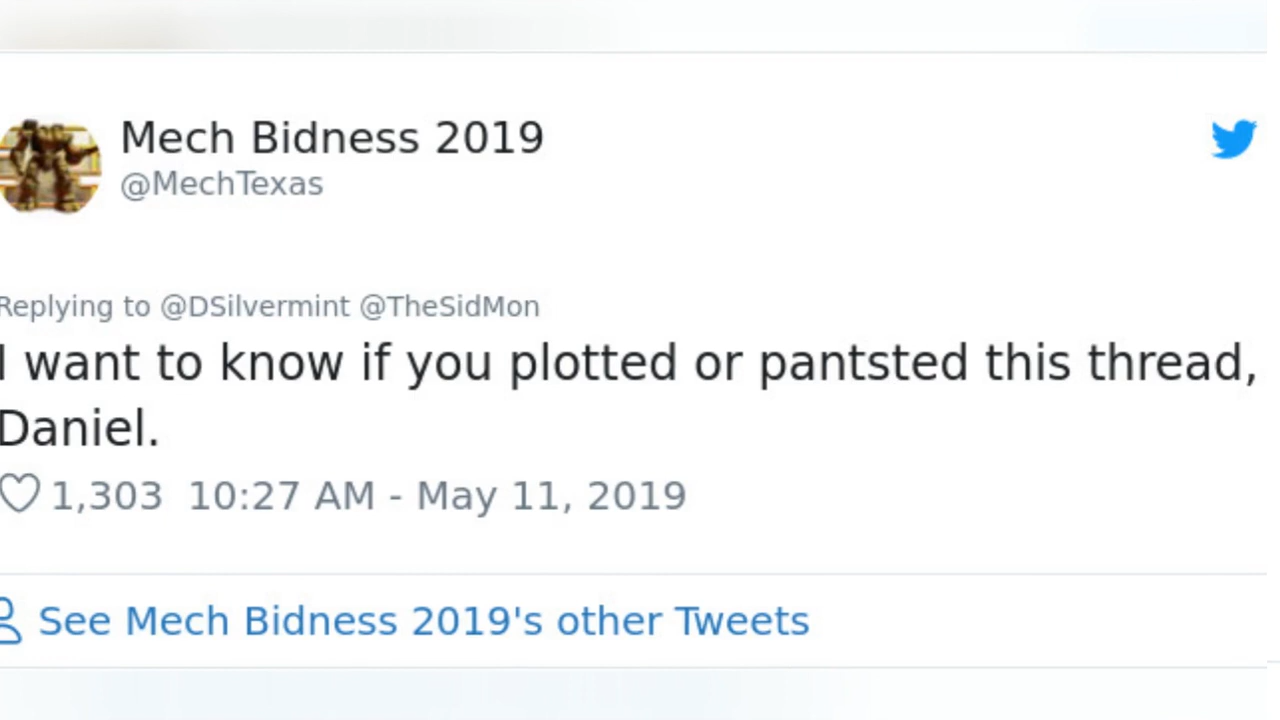 Mech Bidness 2019
@MechTexas
Replying to @DSilvermint @TheSidMon
I want to know if you plotted or pantsted this thread,
Daniel.
1,303 10:27 AM - May 11, 2019
See Mech Bidness 2019's other Tweets